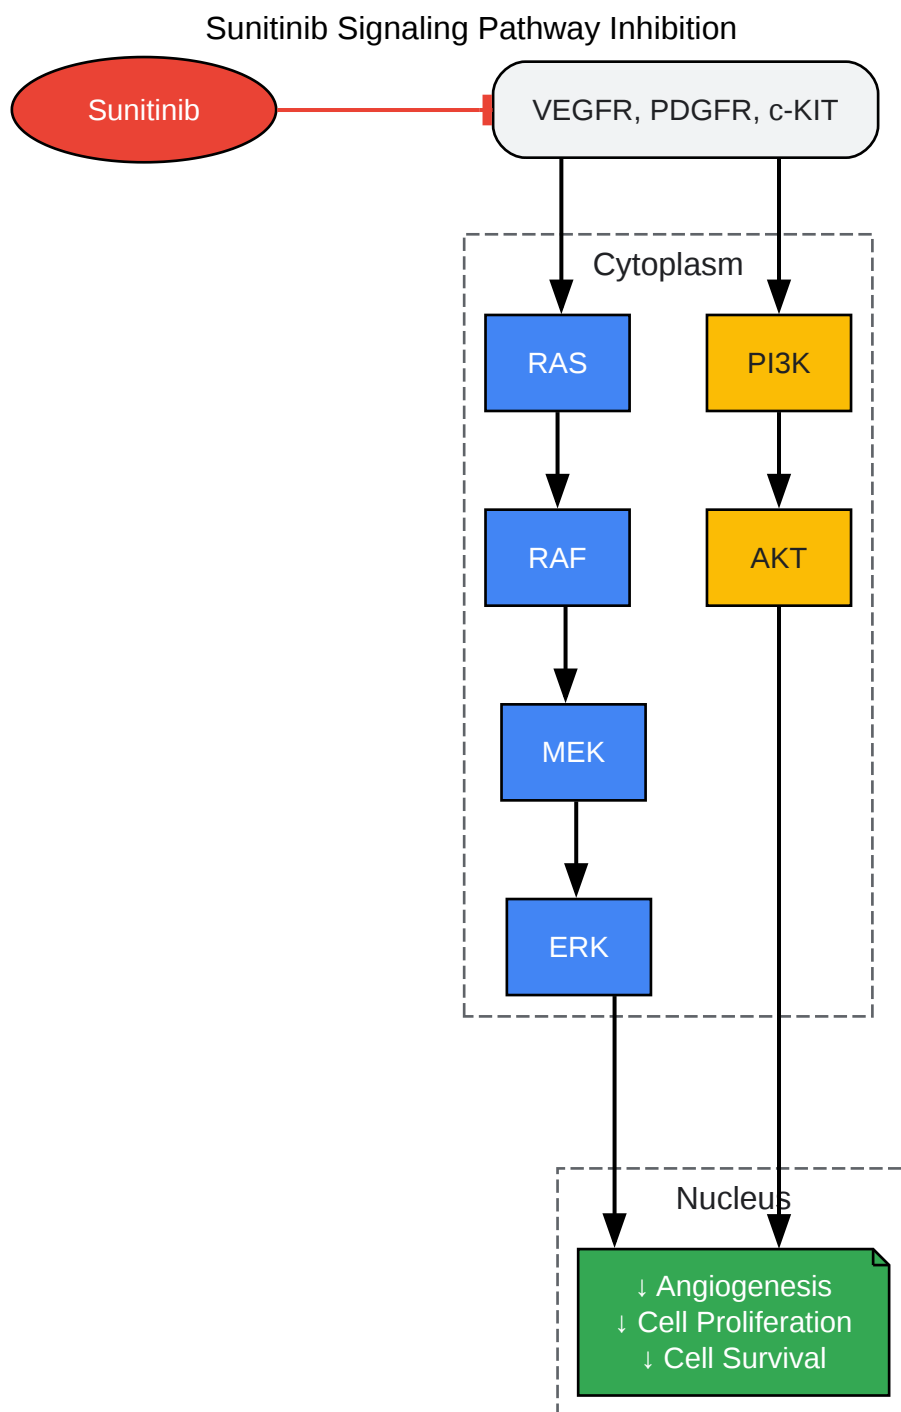 Sunitinib Signaling Pathway Inhibition
Sunitinib
VEGFR, PDGFR, c-KIT
Cytoplasm
RAS
PI3K
RAF
AKT
MEK
ERK
Nucleus
↓ Angiogenesis
↓ Cell Proliferation
↓ Cell Survival